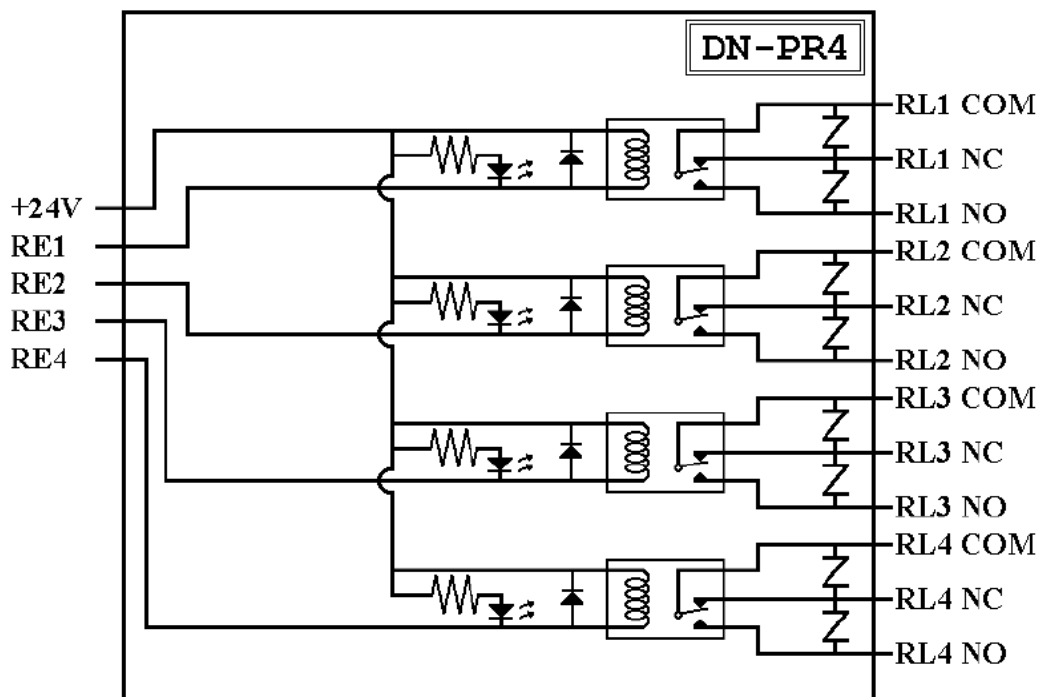 DN-PR4
+24V
RE1
RE2
RE3
RE4
RL1 COM
RL1 NC
RL1 NO
RL2 COM
RL2 NC
RL2 NO
RL3 COM
RL3 NC
RL3 NO
RL4 COM
RL4 NC
RL4 NO